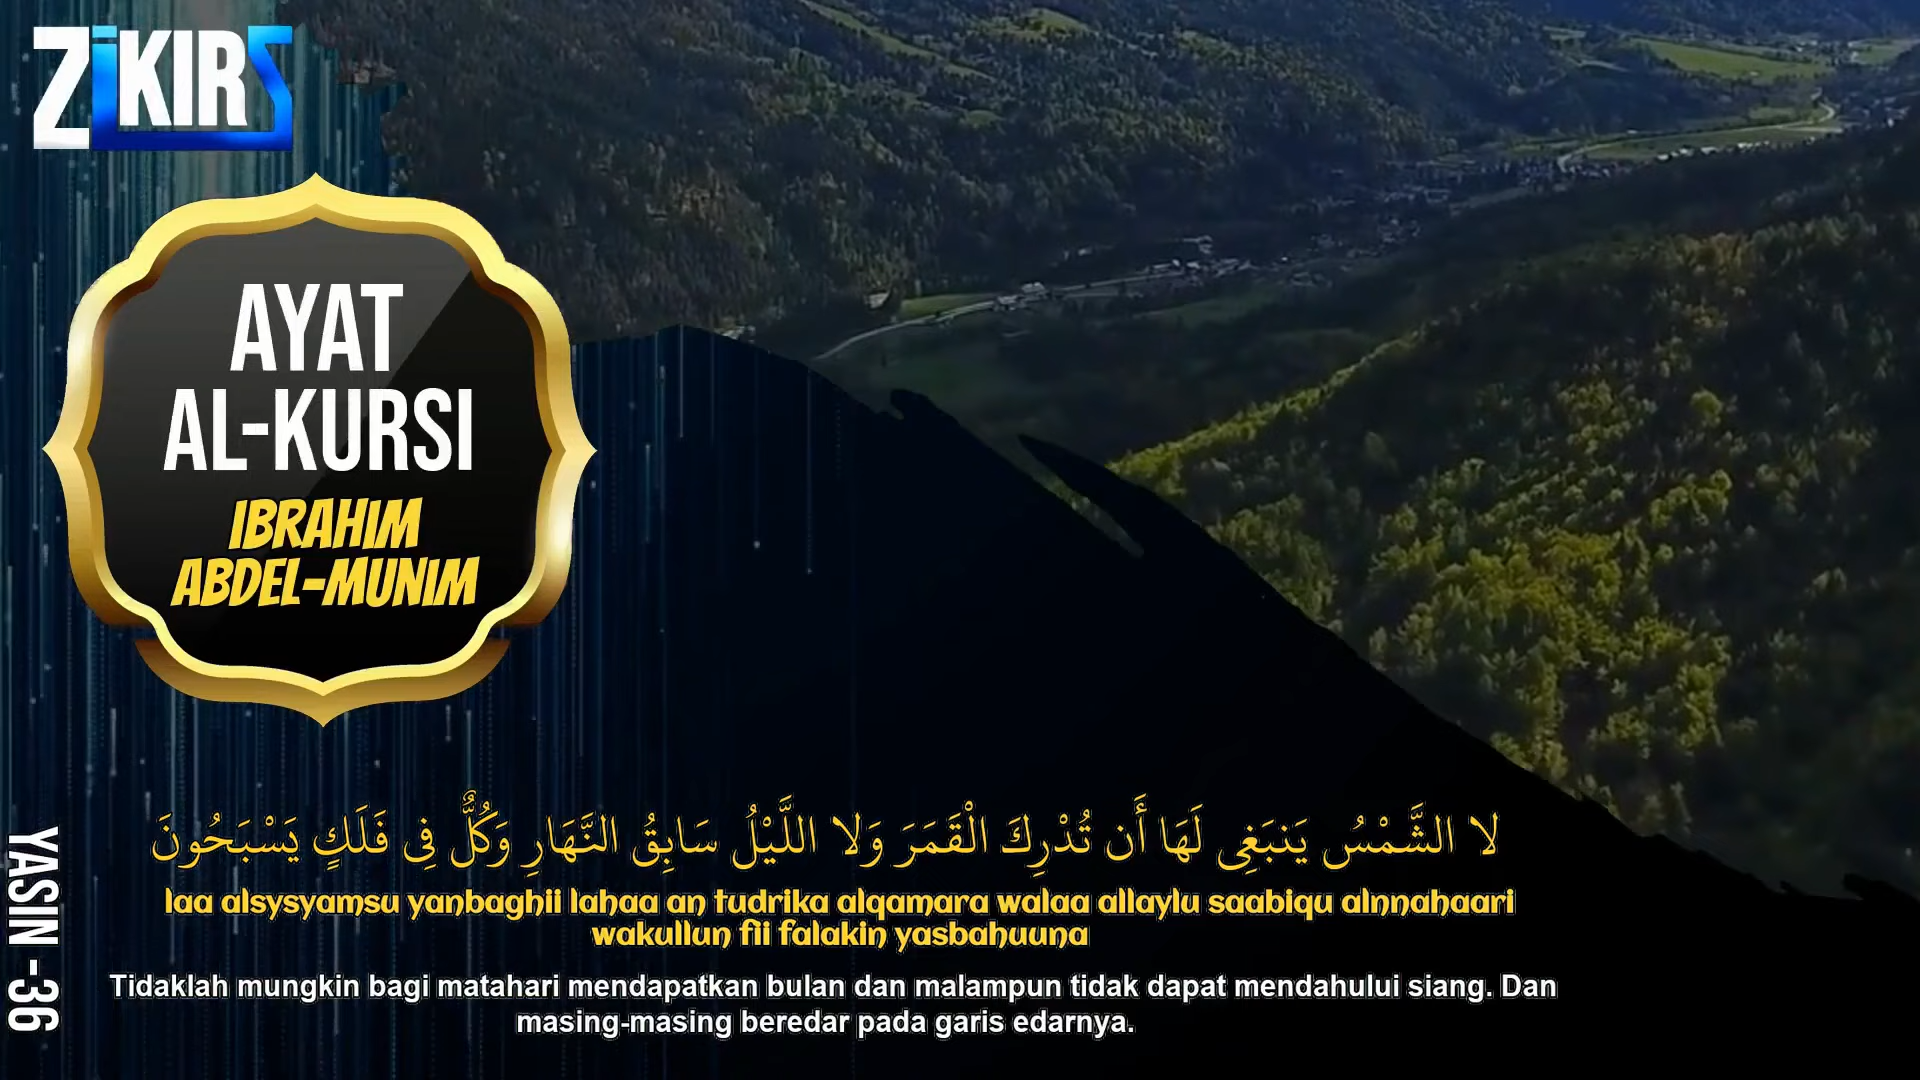 ZiKIRS
AYAT
AL-KURSI
IBRAHIM
ABDEL-MUNIM
لا الشَّمْسُ يَنبَغِى لَهَا أَن تُدْرِكَ الْقَمَرَ وَلا اللَّيْلُ سَابِقُ النَّهَارِ وَكُلٌّ فِى فَلَكٍ يَسْبَحُونَ
laa alsysyamsu yanbaghii lahaa an tudrika alqamara walaa allaylu saabiqu alnnahaari
wakullun fii falakin yasbahuuna
Tidaklah mungkin bagi matahari mendapatkan bulan dan malampun tidak dapat mendahului siang. Dan
masing-masing beredar pada garis edarnya.
YASIN -36